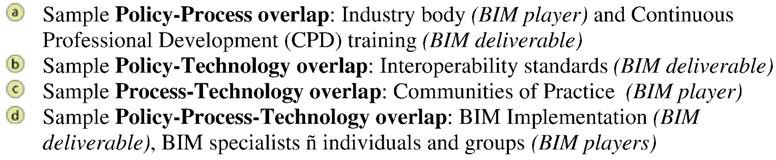 a Sample Policy-Process overlap: Industry body (BIM player) and Continuous
Professional Development (CPD) training (BIM deliverable)
b Sample Policy-Technology overlap: Interoperability standards (BIM deliverable)
c Sample Process-Technology overlap: Communities of Practice (BIM player)
d Sample Policy-Process-Technology overlap: BIM Implementation (BIM
deliverable), BIM specialists ñ individuals and groups (BIM players)